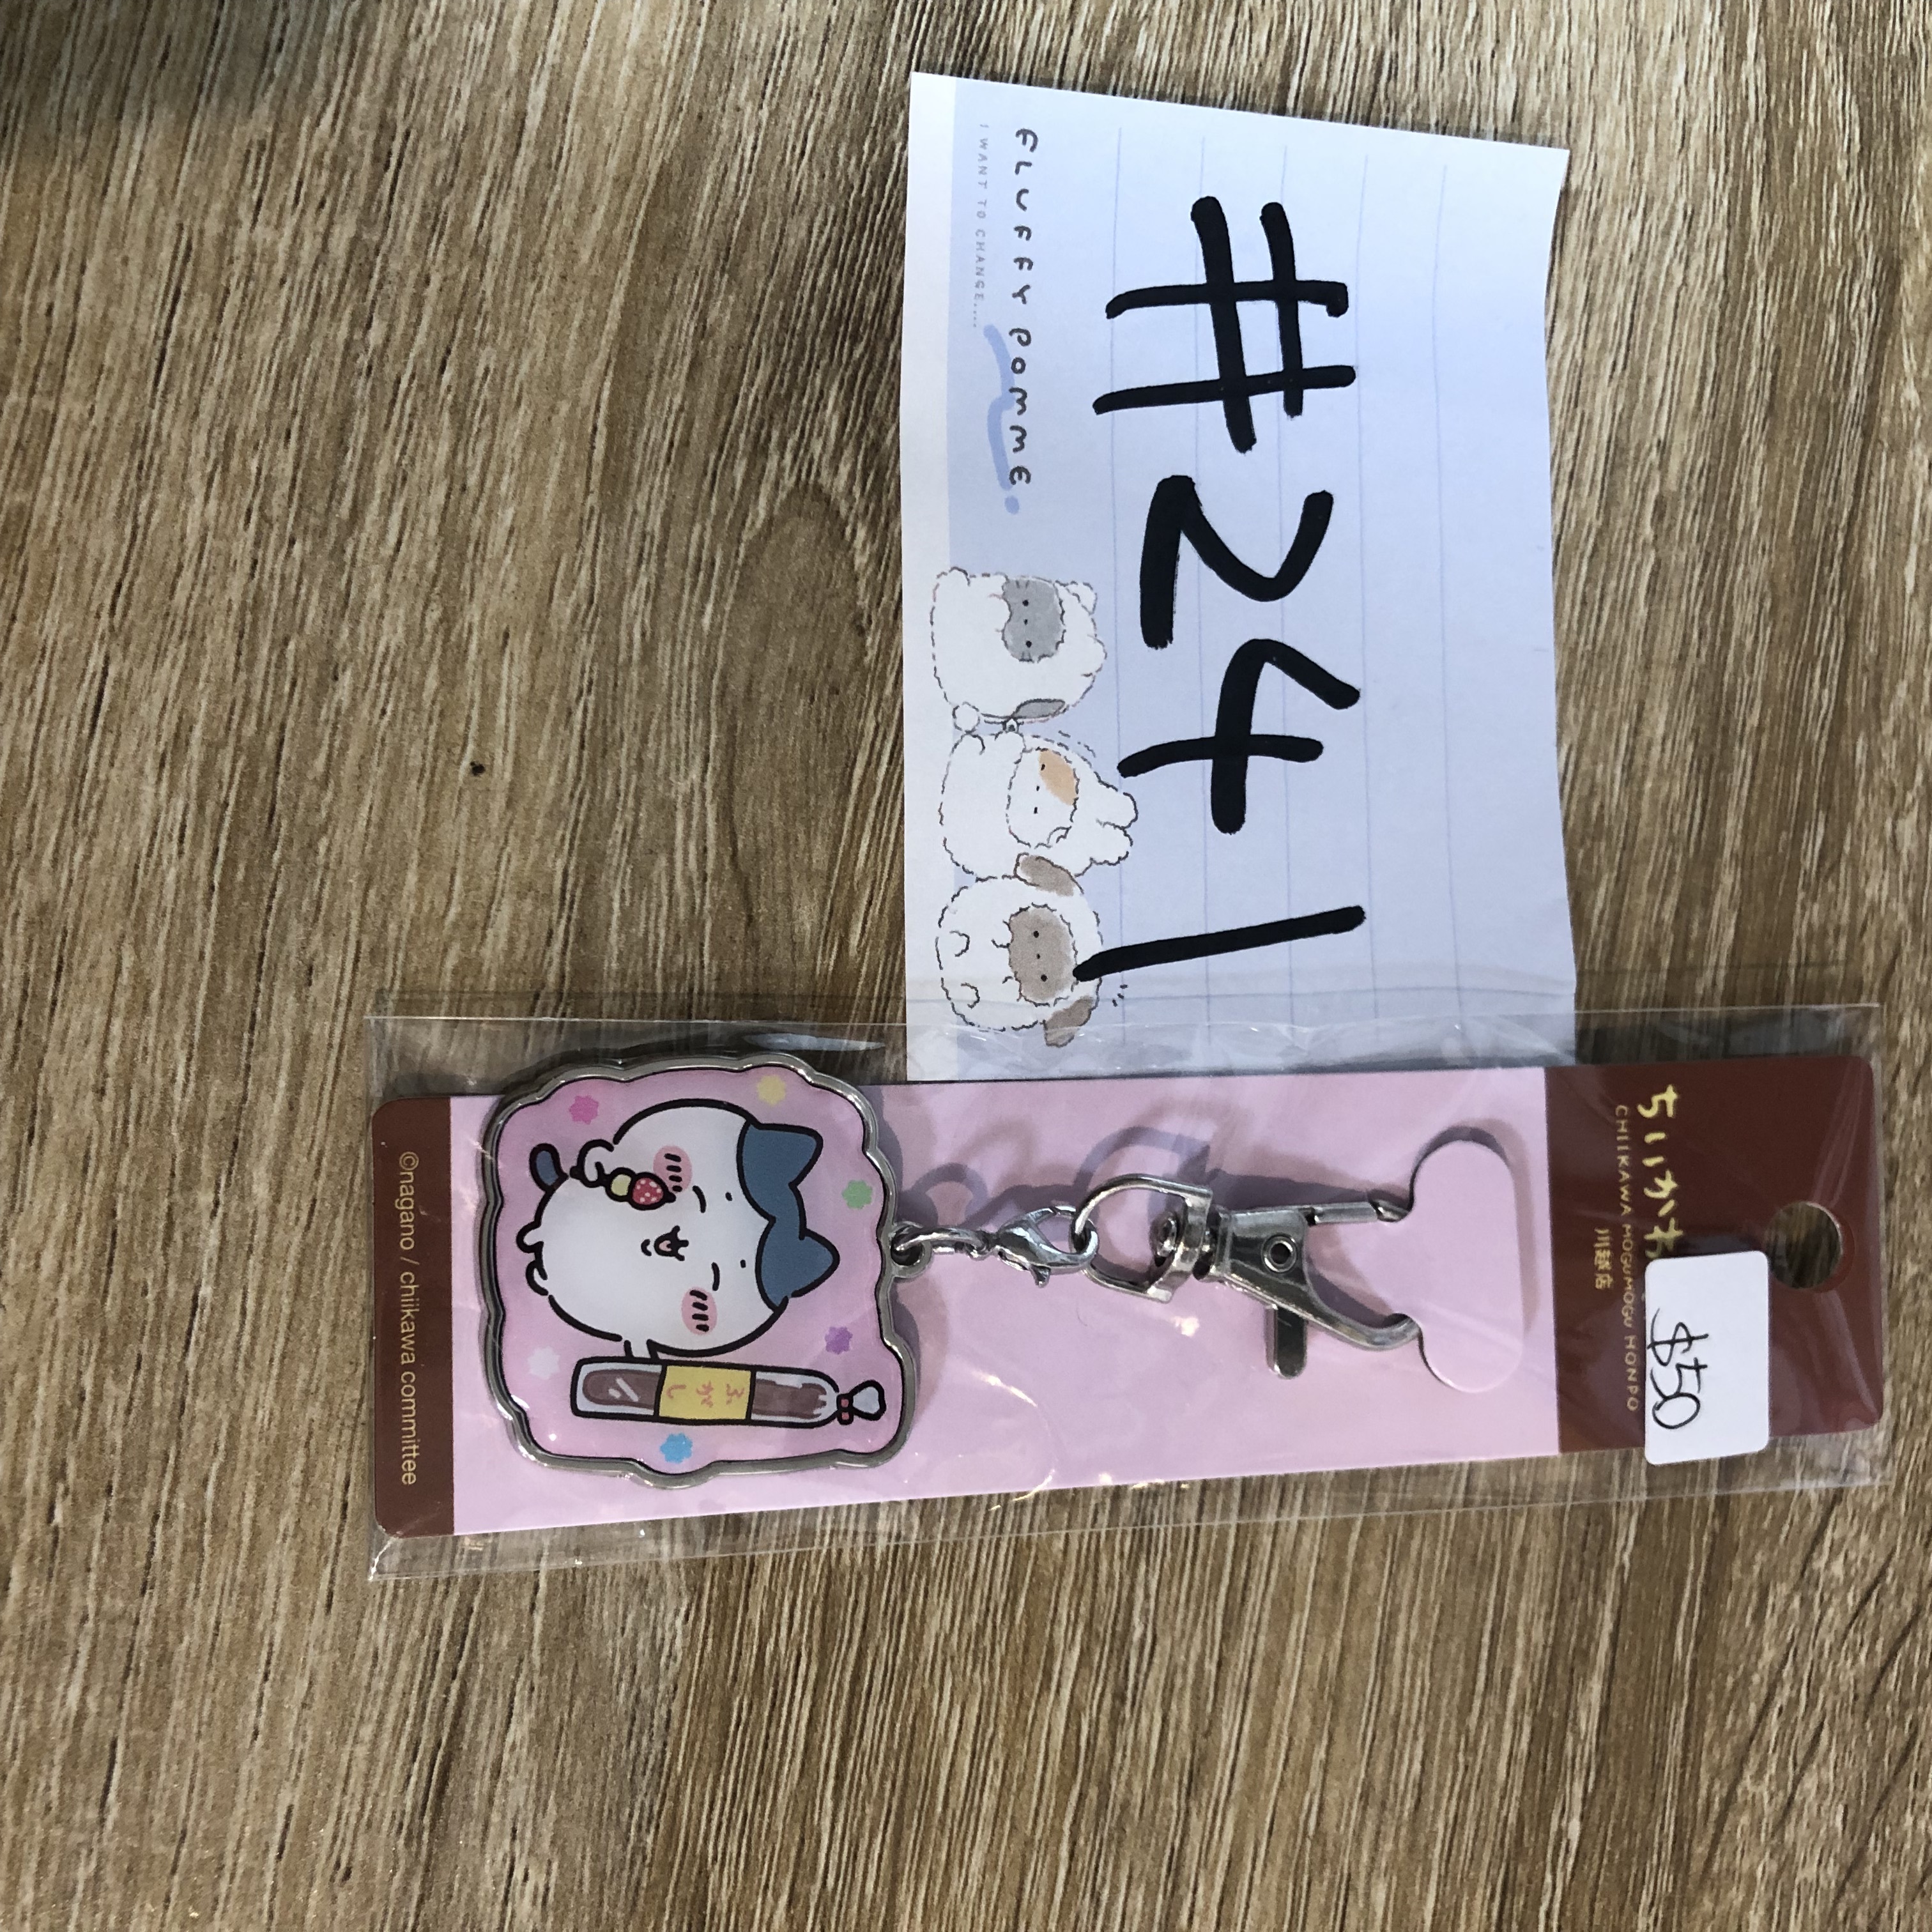 #241
FLUFFY POMME.
I WANT TO CHANGE....
ちいかわ
CHIIKAWA MOGUMOGU HONPO
川越店
$50
ふがし
©nagano / chiikawa committee